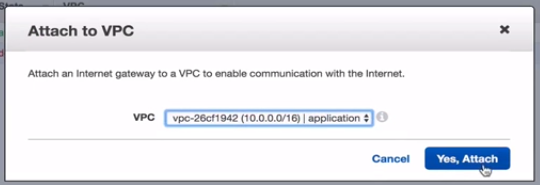 Attach to VPC
Attach an Internet gateway to a VPC to enable communication with the Internet.
VPC vpc-26cf1942 (10.0.0.0/16) | application
Cancel Yes, Attach